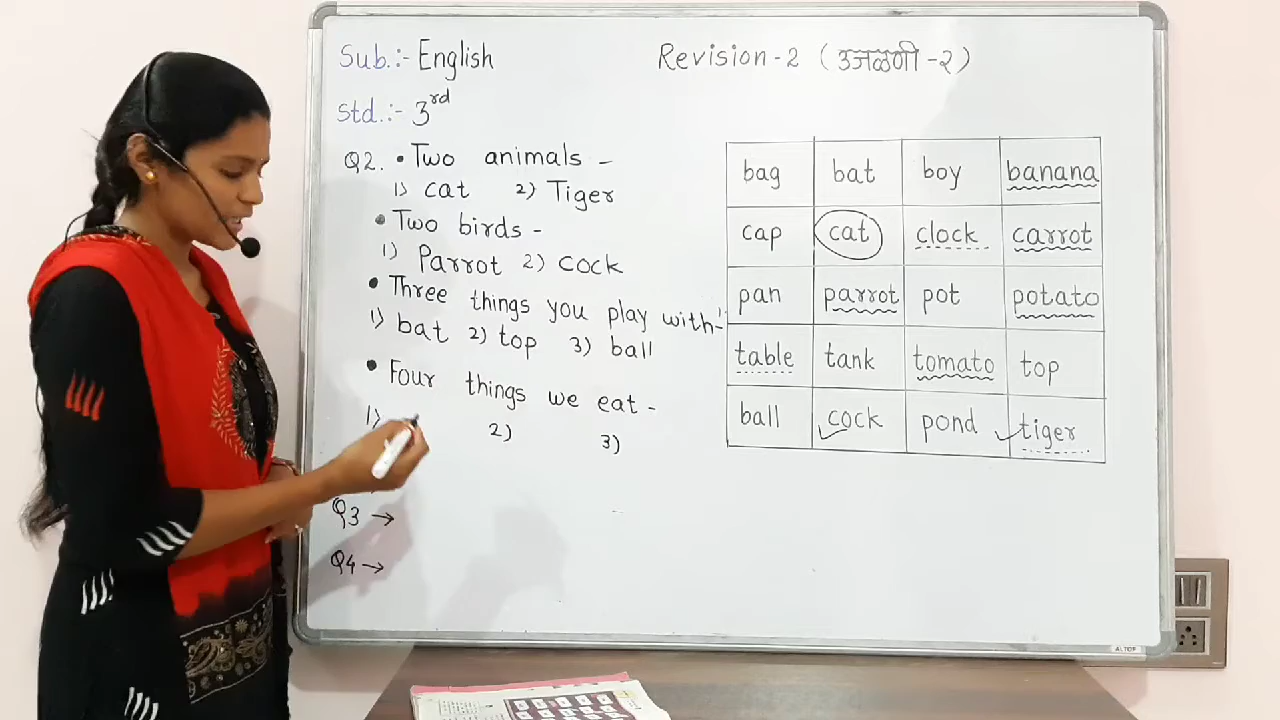 Sub.:- English
Revision-2 (उजळणी-२)
Std.:- 3rd
Q2. • Two animals -
1) cat 2) Tiger
• Two birds -
1) Parrot 2) cock
• Three things you play with-
1) bat 2) top 3) ball
• Four things we eat -
1) 2) 3)
Q3 →
Q4 →
bag bat boy banana
cap cat clock carrot
pan parrot pot potato
table tank tomato top
ball cock pond tiger
ALTOP